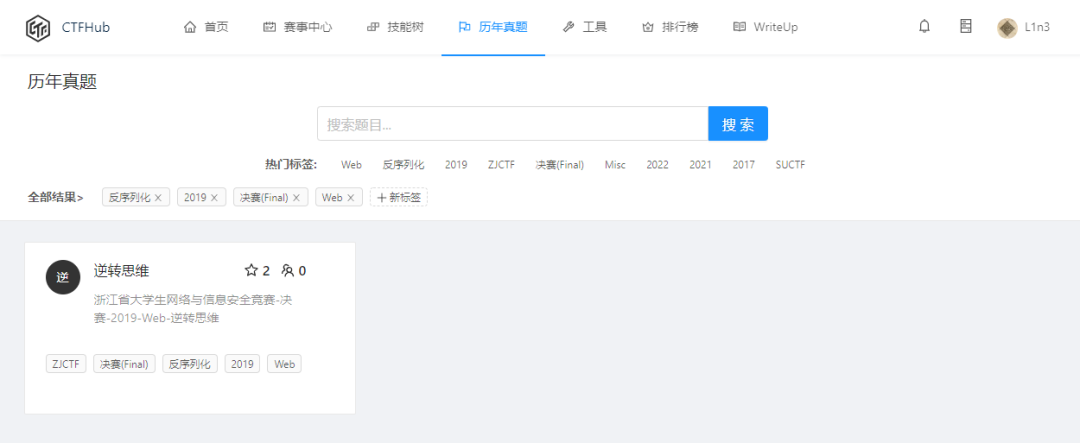 CTFHub 首页 赛事中心 技能树 历年真题 工具 排行榜 WriteUp L1n3
历年真题
搜索题目... 搜索
热门标签: Web 反序列化 2019 ZJCTF 决赛(Final) Misc 2022 2021 2017 SUCTF
全部结果> 反序列化 × 2019 × 决赛(Final) × Web × + 新标签
逆 逆转思维 2 0
浙江省大学生网络与信息安全竞赛-决
赛-2019-Web-逆转思维
ZJCTF 决赛(Final) 反序列化 2019 Web